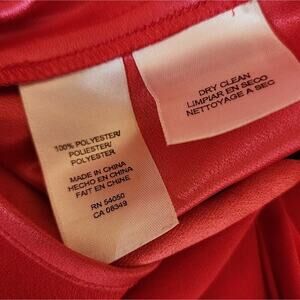 100% POLYESTER/
POLIESTER/
POLYESTER
MADE IN CHINA
HECHO EN CHINA
FAIT EN CHINE
RN 54050
CA 08349
DRY CLEAN
LIMPIAR EN SECO
NETTOYAGE A SEC